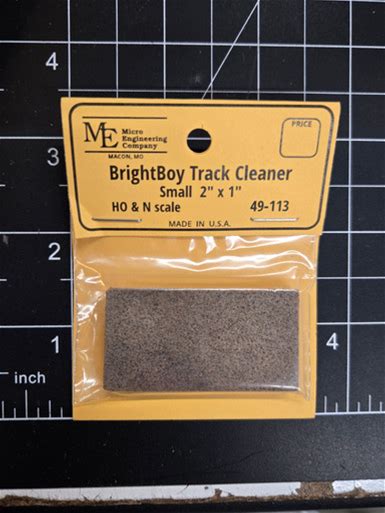 4
3
ME Micro
Engineering
Company
MACON, MO
PRICE
BrightBoy Track Cleaner
Small 2" x 1"
HO & N scale 49-113
MADE IN U.S.A.
1
1
inch
4